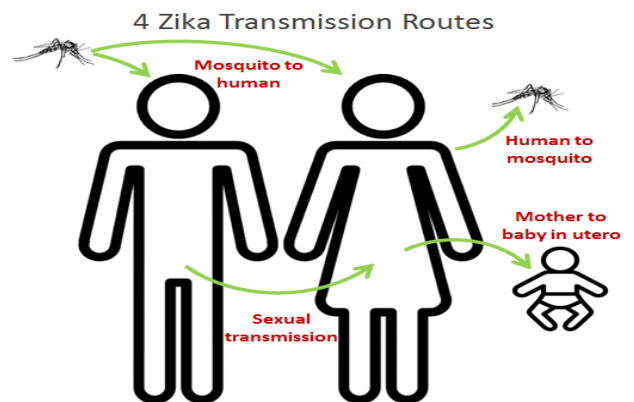 4 Zika Transmission Routes
Mosquito to
human
Human to
mosquito
Mother to
baby in utero
Sexual
transmission